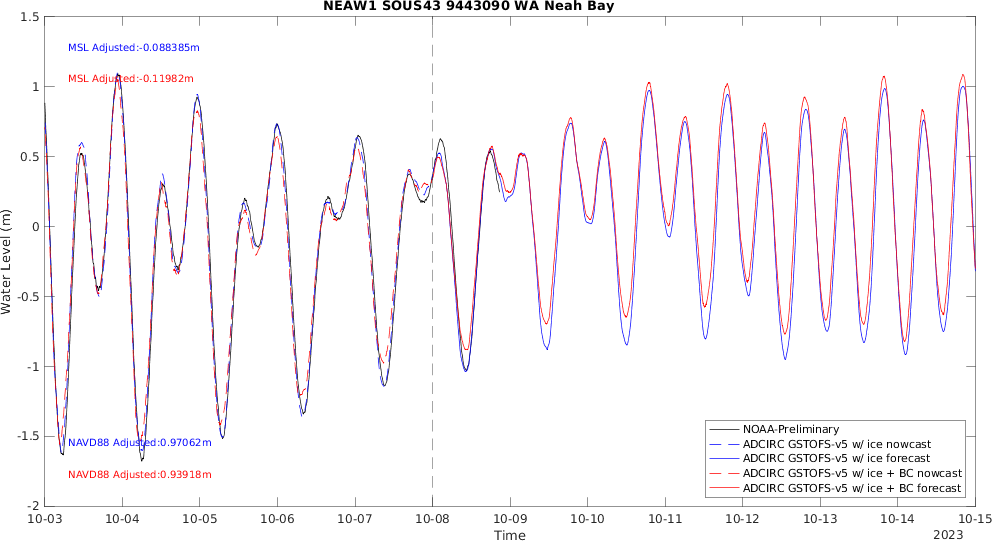 NEAW1 SOUS43 9443090 WA Neah Bay
MSL Adjusted:-0.088385m
MSL Adjusted:-0.11982m
NAVD88 Adjusted:0.97062m
NAVD88 Adjusted:0.93918m
Water Level (m)
1.5
1
0.5
0
-0.5
-1
-1.5
-2
NOAA-Preliminary
ADCIRC GSTOFS-v5 w/ ice nowcast
ADCIRC GSTOFS-v5 w/ ice forecast
ADCIRC GSTOFS-v5 w/ ice + BC nowcast
ADCIRC GSTOFS-v5 w/ ice + BC forecast
10-03 10-04 10-05 10-06 10-07 10-08 10-09 10-10 10-11 10-12 10-13 10-14 10-15
Time
2023